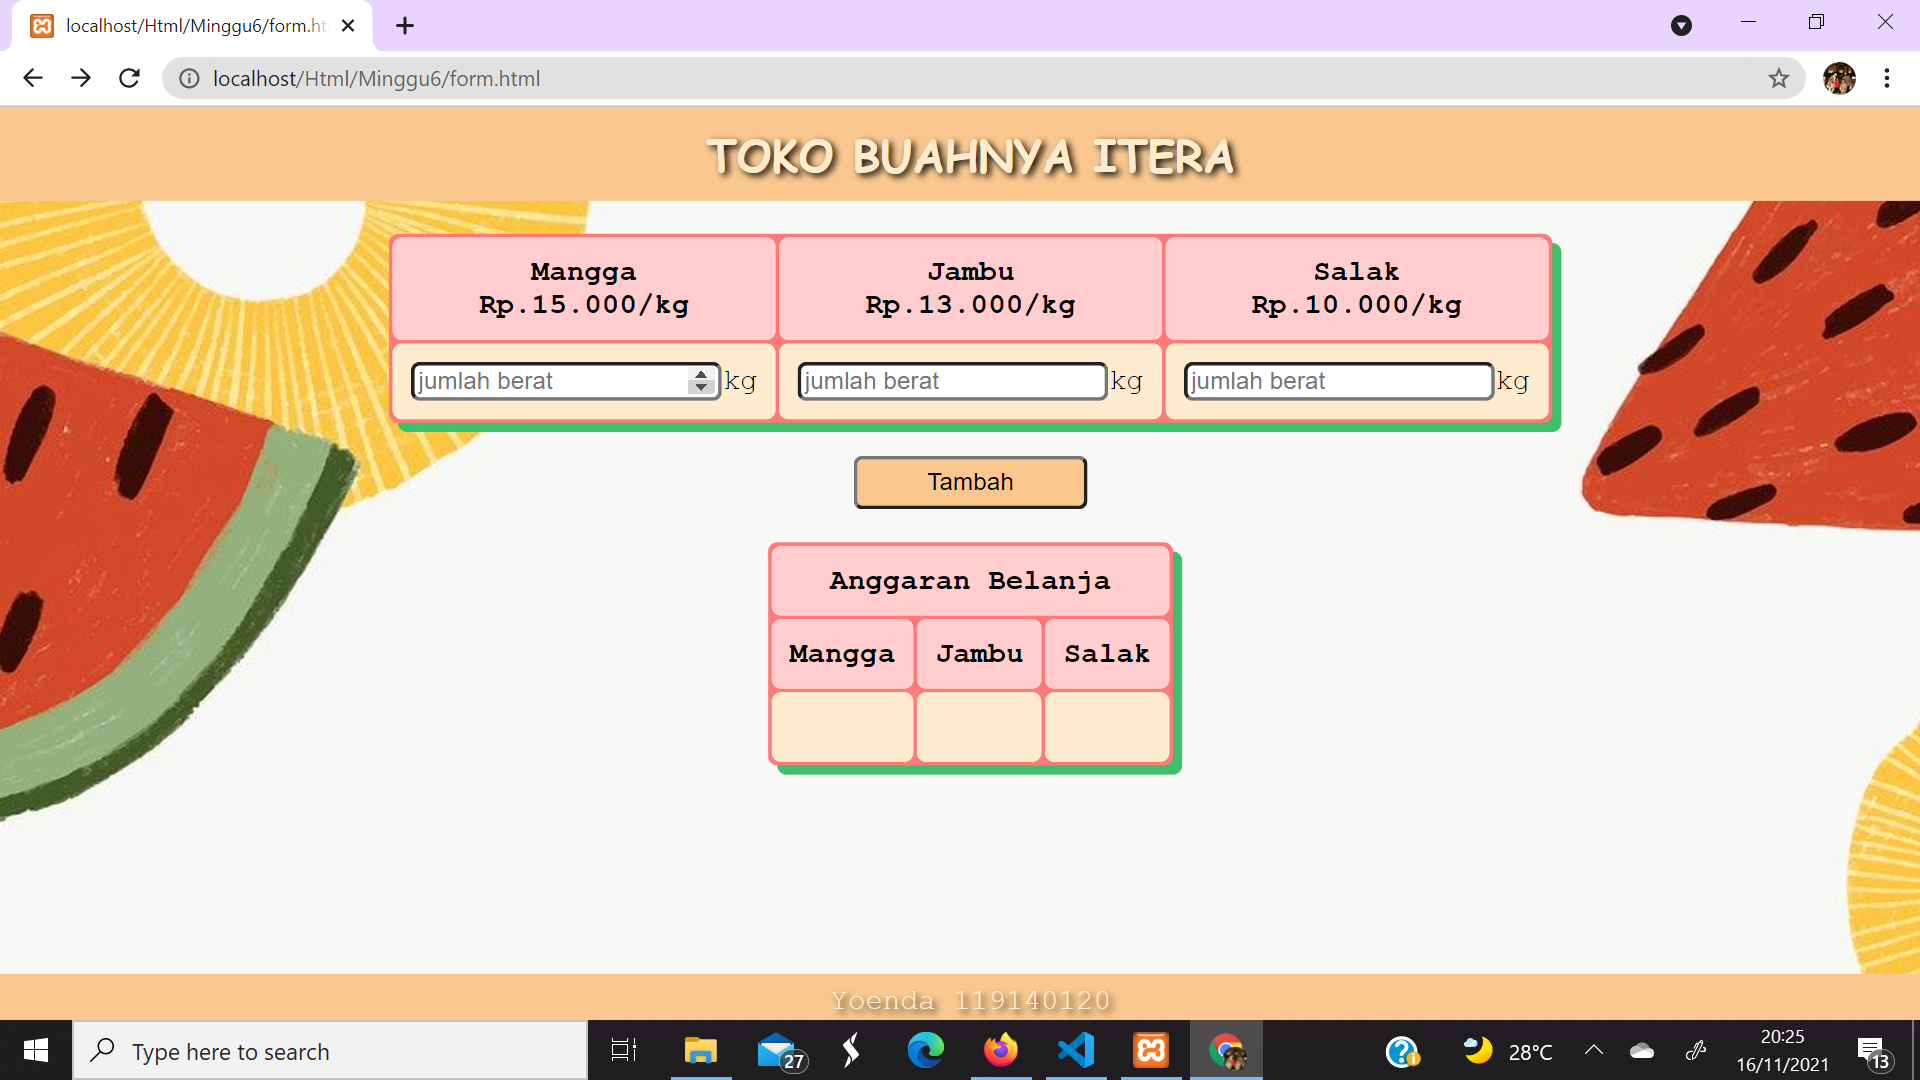 localhost/Html/Minggu6/form.ht
localhost/Html/Minggu6/form.html
TOKO BUAHNYA ITERA
Mangga
Rp.15.000/kg
Jambu
Rp.13.000/kg
Salak
Rp.10.000/kg
jumlah berat kg
jumlah berat kg
jumlah berat kg
Tambah
Anggaran Belanja
Mangga Jambu Salak
Yoenda 119140120
Type here to search
27
28°C
20:25
16/11/2021
13